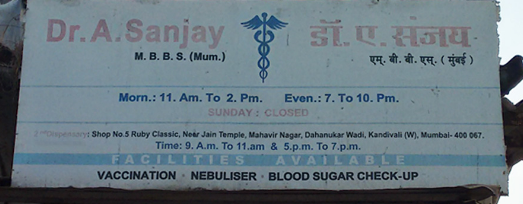 Dr.A.Sanjay डॉ.ए.संजय
M.B.B.S.(Mum.) एम्.बी.बी.एस्.(मुंबई)
Morn.: 11. Am. To 2. Pm. Even.: 7. To 10. Pm.
SUNDAY: CLOSED
2nd Dispensary: Shop No.5 Ruby Classic, Near Jain Temple, Mahavir Nagar, Dahanukar Wadi, Kandivali (W), Mumbai- 400 067.
Time: 9. A.m. To 11.am & 5.p.m. To 7.p.m.
FACILITIES AVAILABLE
VACCINATION • NEBULISER • BLOOD SUGAR CHECK-UP